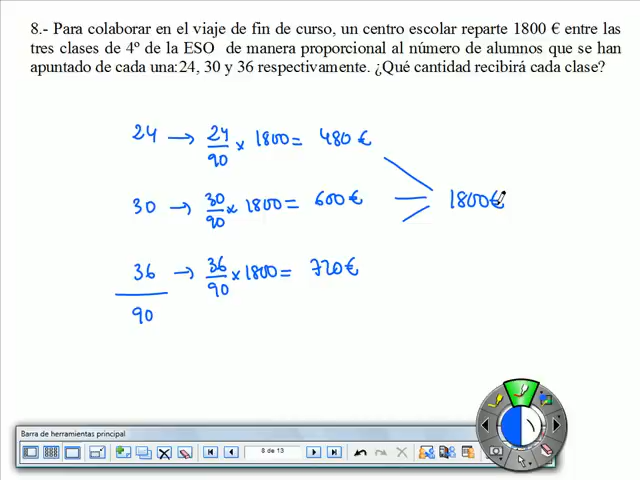 8.- Para colaborar en el viaje de fin de curso, un centro escolar reparte 1800 € entre las
tres clases de 4º de la ESO de manera proporcional al número de alumnos que se han
apuntado de cada una:24, 30 y 36 respectivamente. ¿Qué cantidad recibirá cada clase?
24 → 24/90 × 1800 = 480 €
30 → 30/90 × 1800 = 600 €
1800 €
36 → 36/90 × 1800 = 720 €
90
Barra de herramientas principal
8 de 13